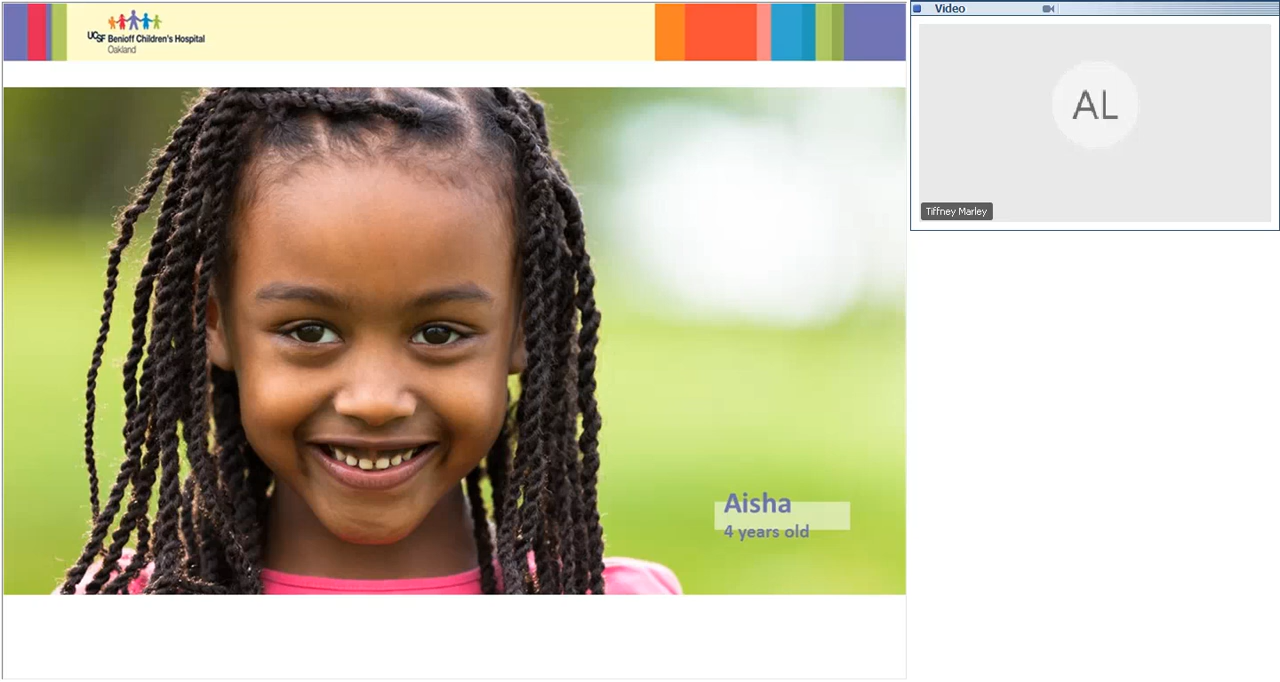 UCSF Benioff Children's Hospital
Oakland
Aisha
4 years old
Video
AL
Tiffney Marley